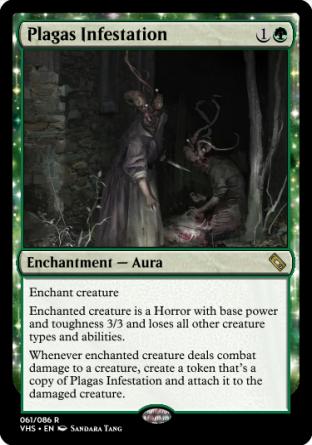 Plagas Infestation 1
Enchantment — Aura
Enchant creature
Enchanted creature is a Horror with base power
and toughness 3/3 and loses all other creature
types and abilities.
Whenever enchanted creature deals combat
damage to a creature, create a token that's a
copy of Plagas Infestation and attach it to the
damaged creature.
061/086 R
VHS • EN Sandara Tang